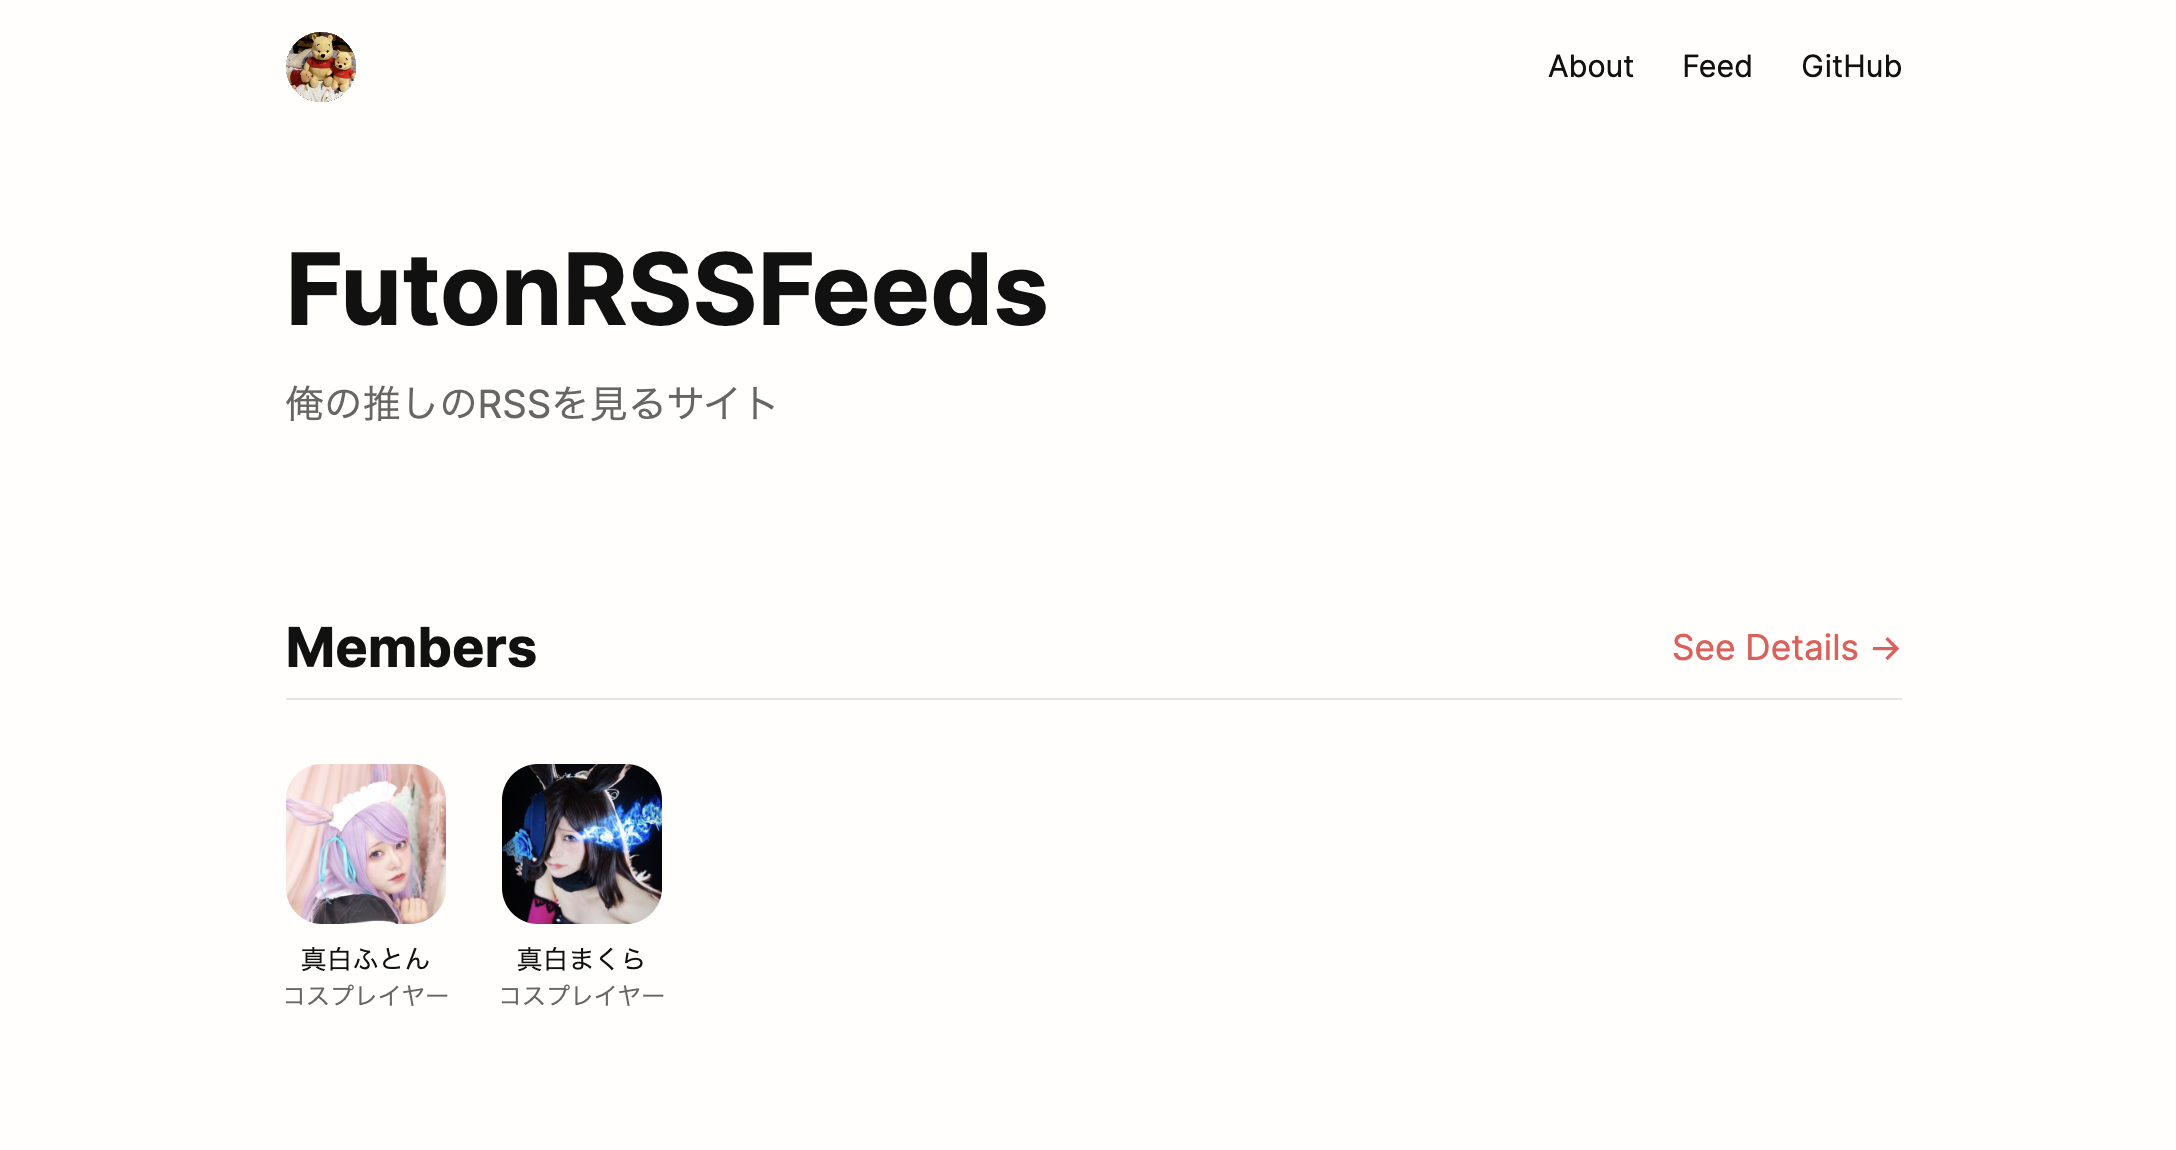 About Feed GitHub
FutonRSSFeeds
俺の推しのRSSを見るサイト
Members
See Details →
真白ふとん
コスプレイヤー
真白まくら
コスプレイヤー